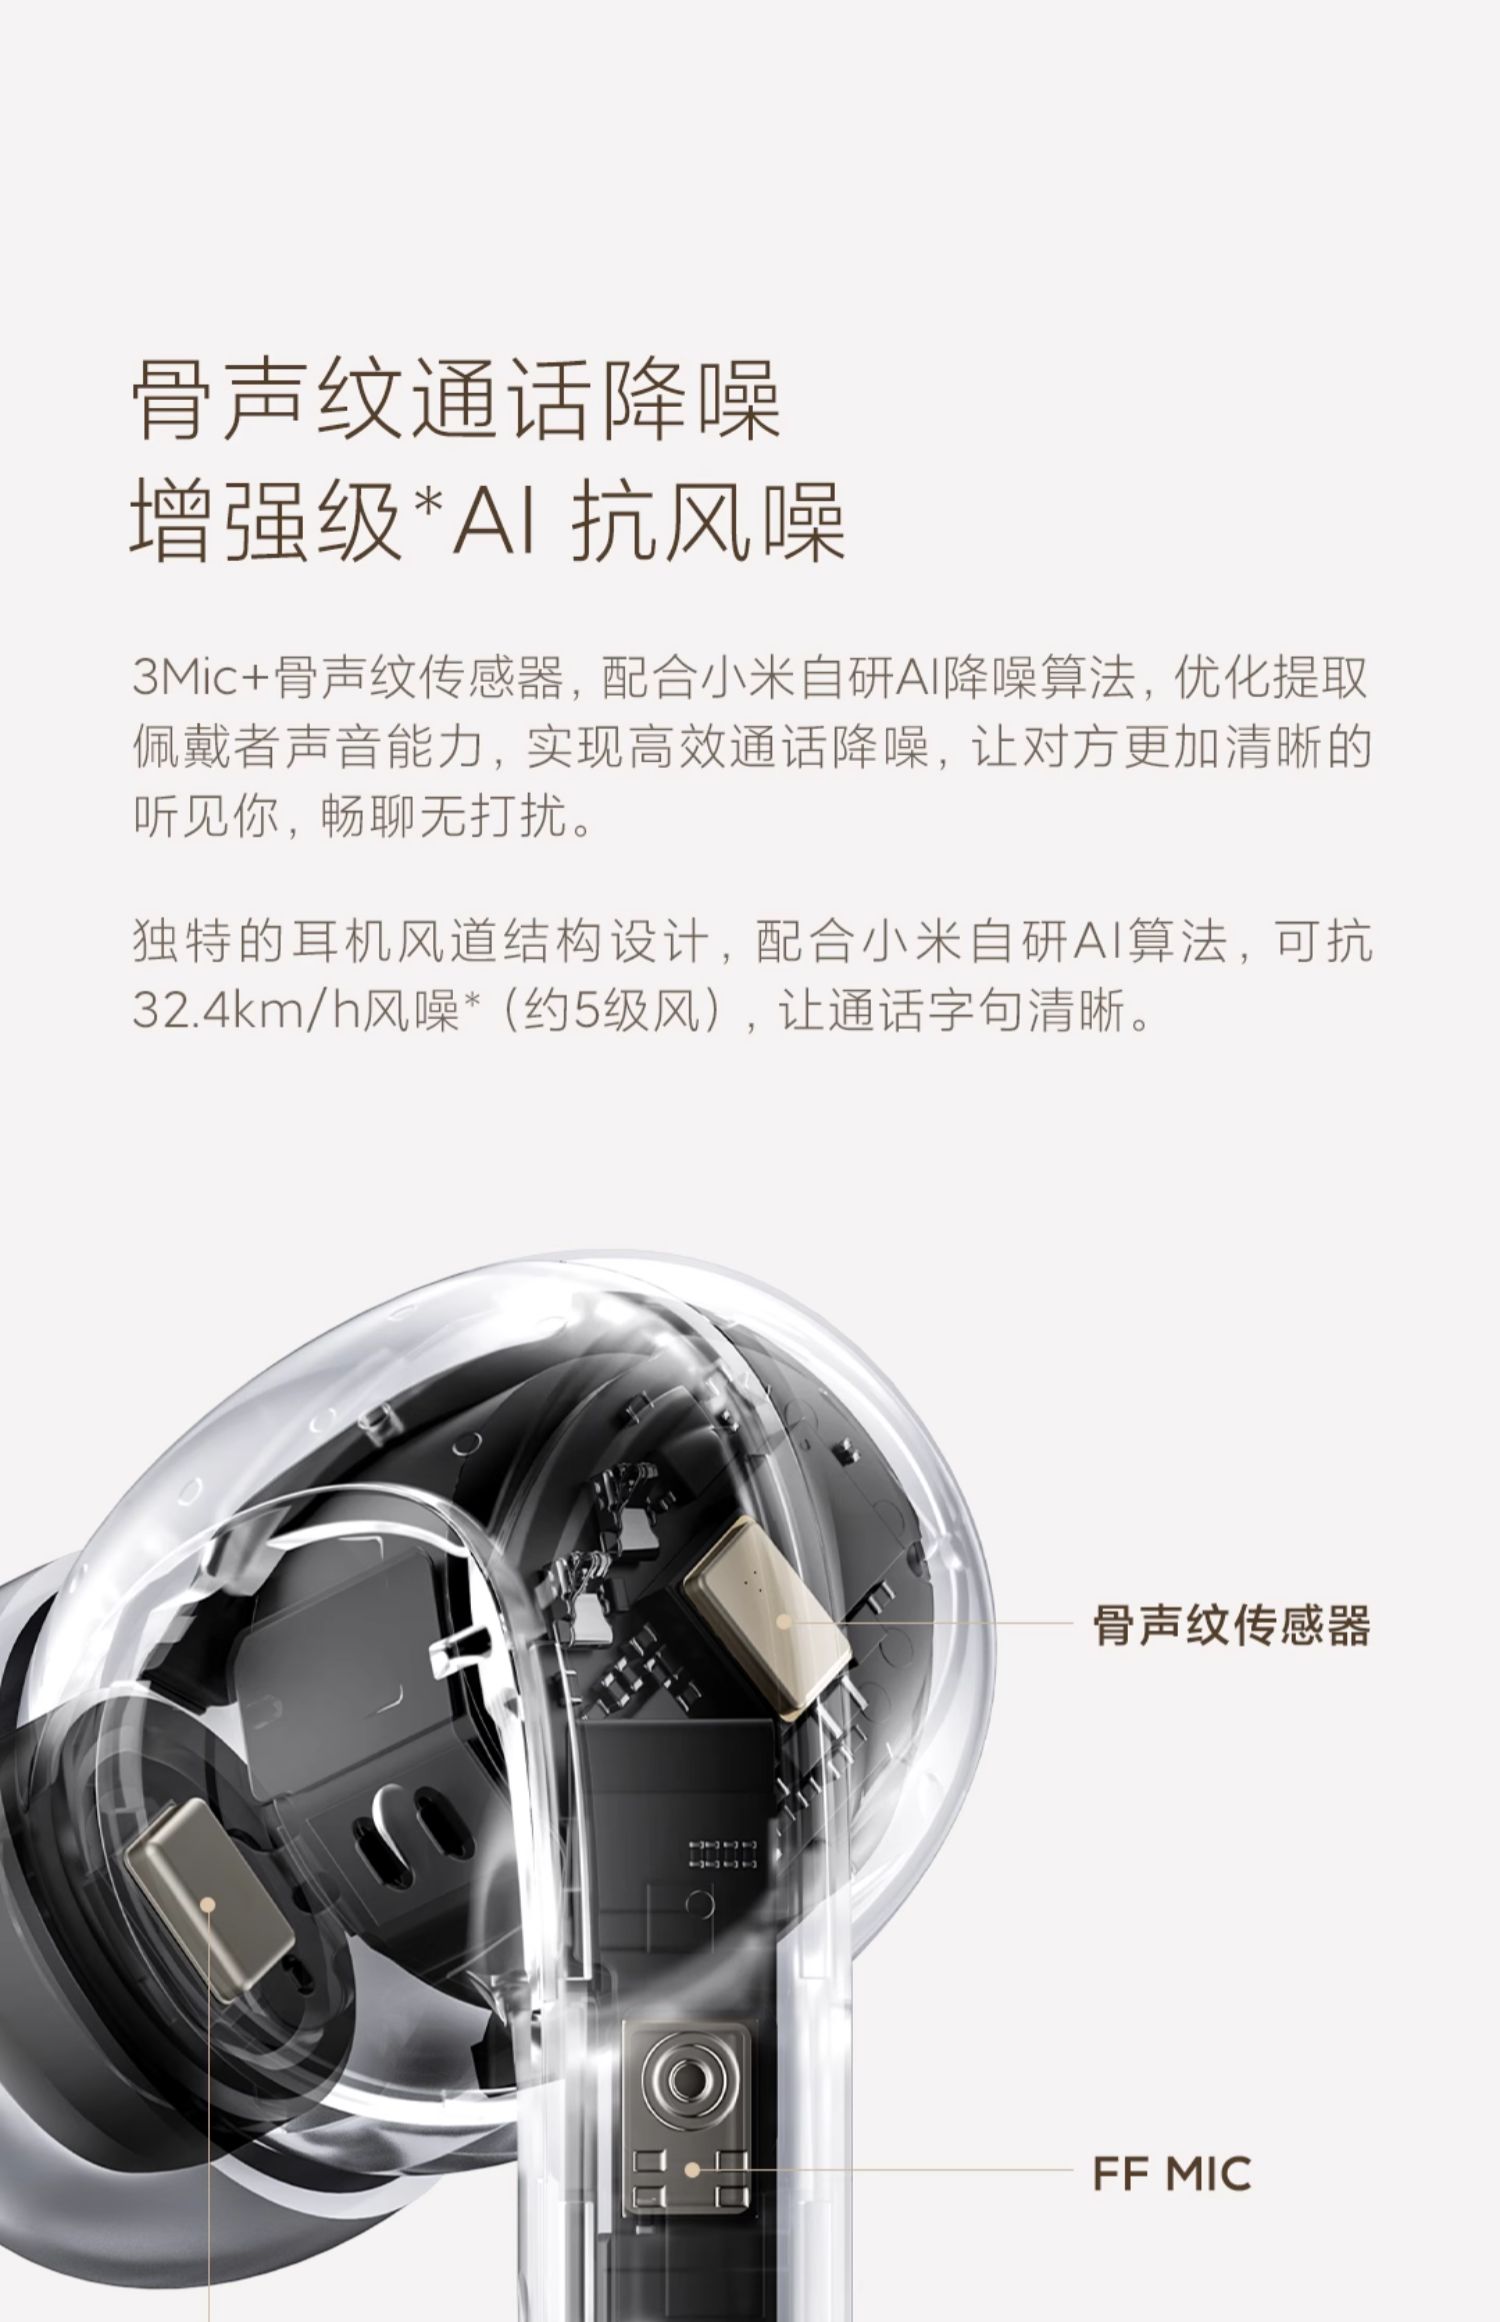 骨声纹通话降噪
增强级*AI 抗风噪
3Mic+骨声纹传感器，配合小米自研AI降噪算法，优化提取
佩戴者声音能力，实现高效通话降噪，让对方更加清晰的
听见你，畅聊无打扰。
独特的耳机风道结构设计，配合小米自研AI算法，可抗
32.4km/h风噪*（约5级风），让通话字句清晰。
骨声纹传感器
FF MIC